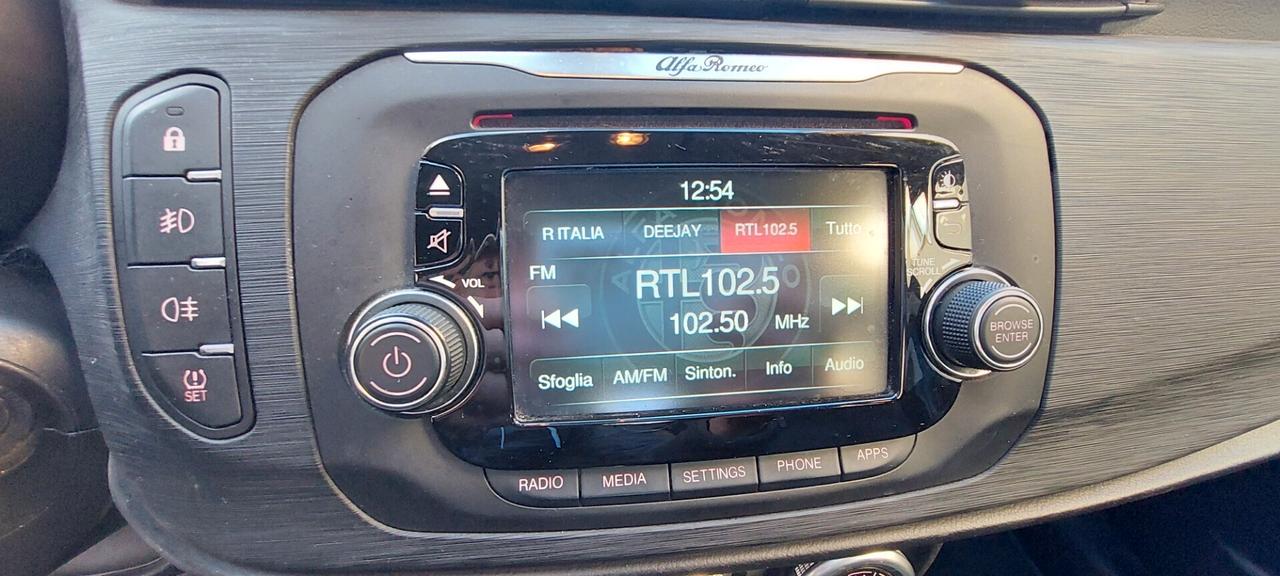 Alfa Romeo
12:54
R ITALIA DEEJAY RTL102.5 Tutto
FM
RTL102.5
102.50 MHz
Sfoglia AM/FM Sinton. Info Audio
VOL
TUNE
SCROLL
BROWSE
ENTER
SET
RADIO MEDIA SETTINGS PHONE APPS